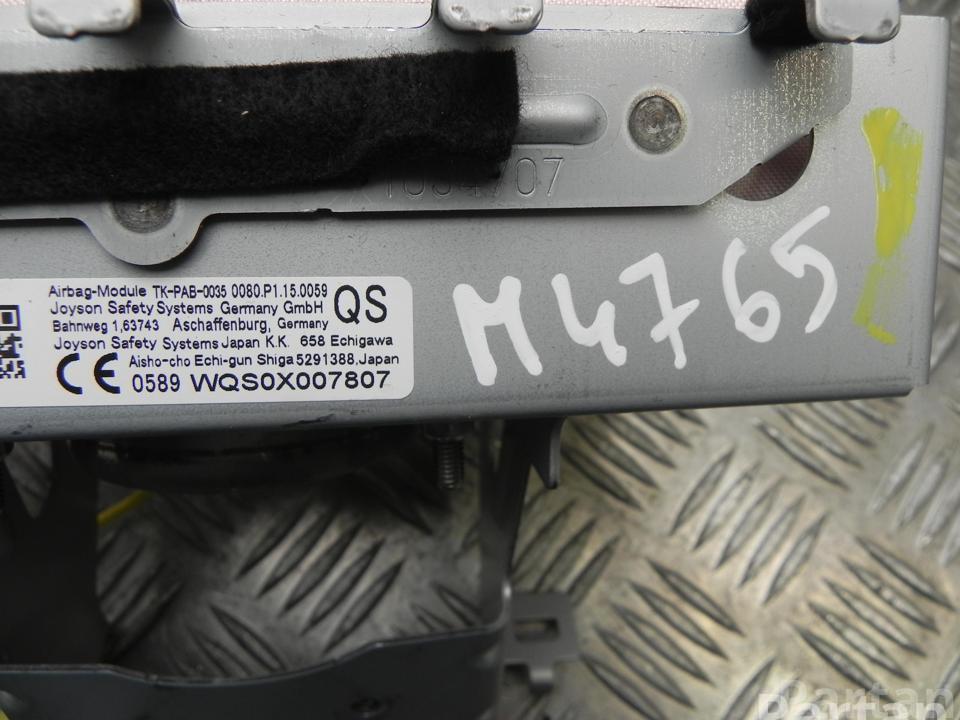 Airbag-Module TK-PAB-0035 0080.P1.15.0059
Joyson Safety Systems Germany GmbH QS
Bahnweg 1,63743 Aschaffenburg, Germany
Joyson Safety Systems Japan K.K. 658 Echigawa
Aisho-cho Echi-gun Shiga 5291388,Japan
CE 0589 WQS0X007807
M4765
Partan